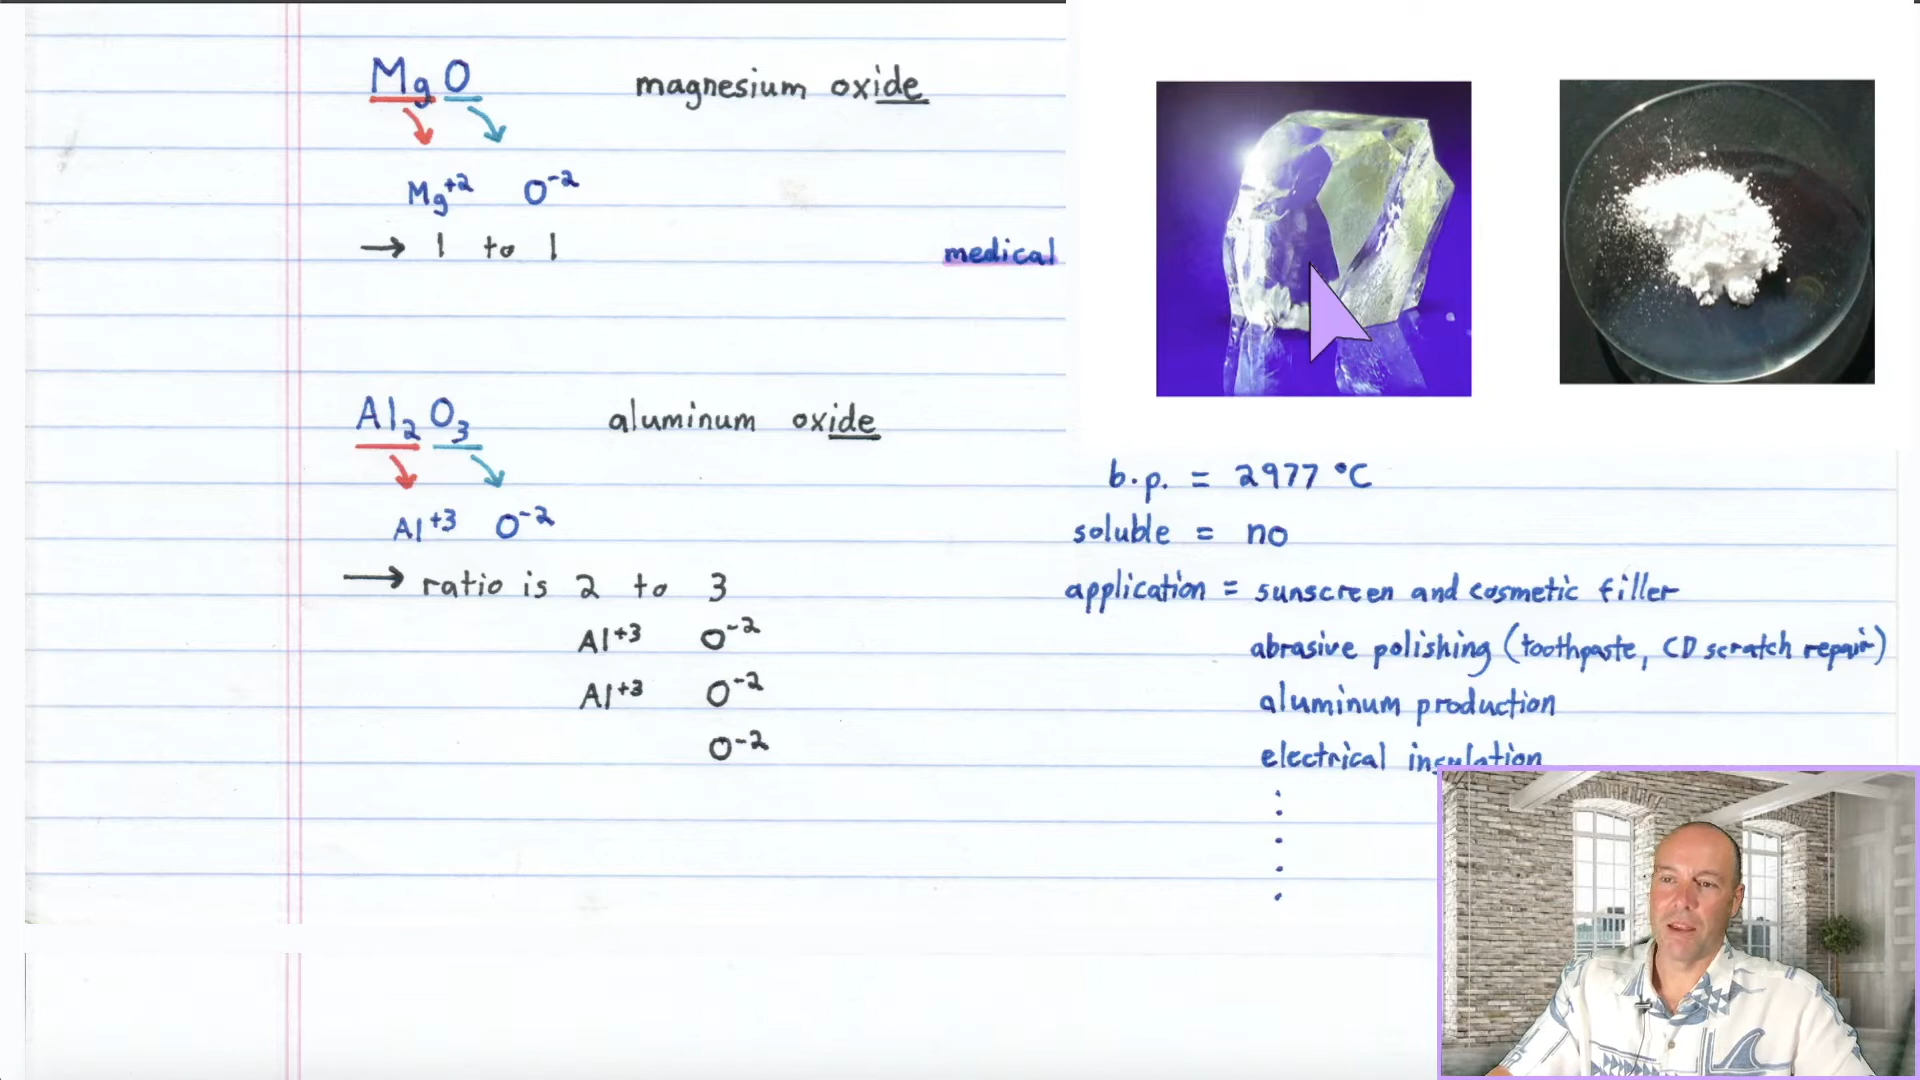 MgO magnesium oxide
Mg+2 O-2
→ 1 to 1
medical
Al2O3 aluminum oxide
Al+3 O-2
→ ratio is 2 to 3
Al+3 O-2
Al+3 O-2
O-2
b.p. = 2977 °C
soluble = no
application = sunscreen and cosmetic filler
abrasive polishing (toothpaste, CD scratch repair)
aluminum production
electrical insulation